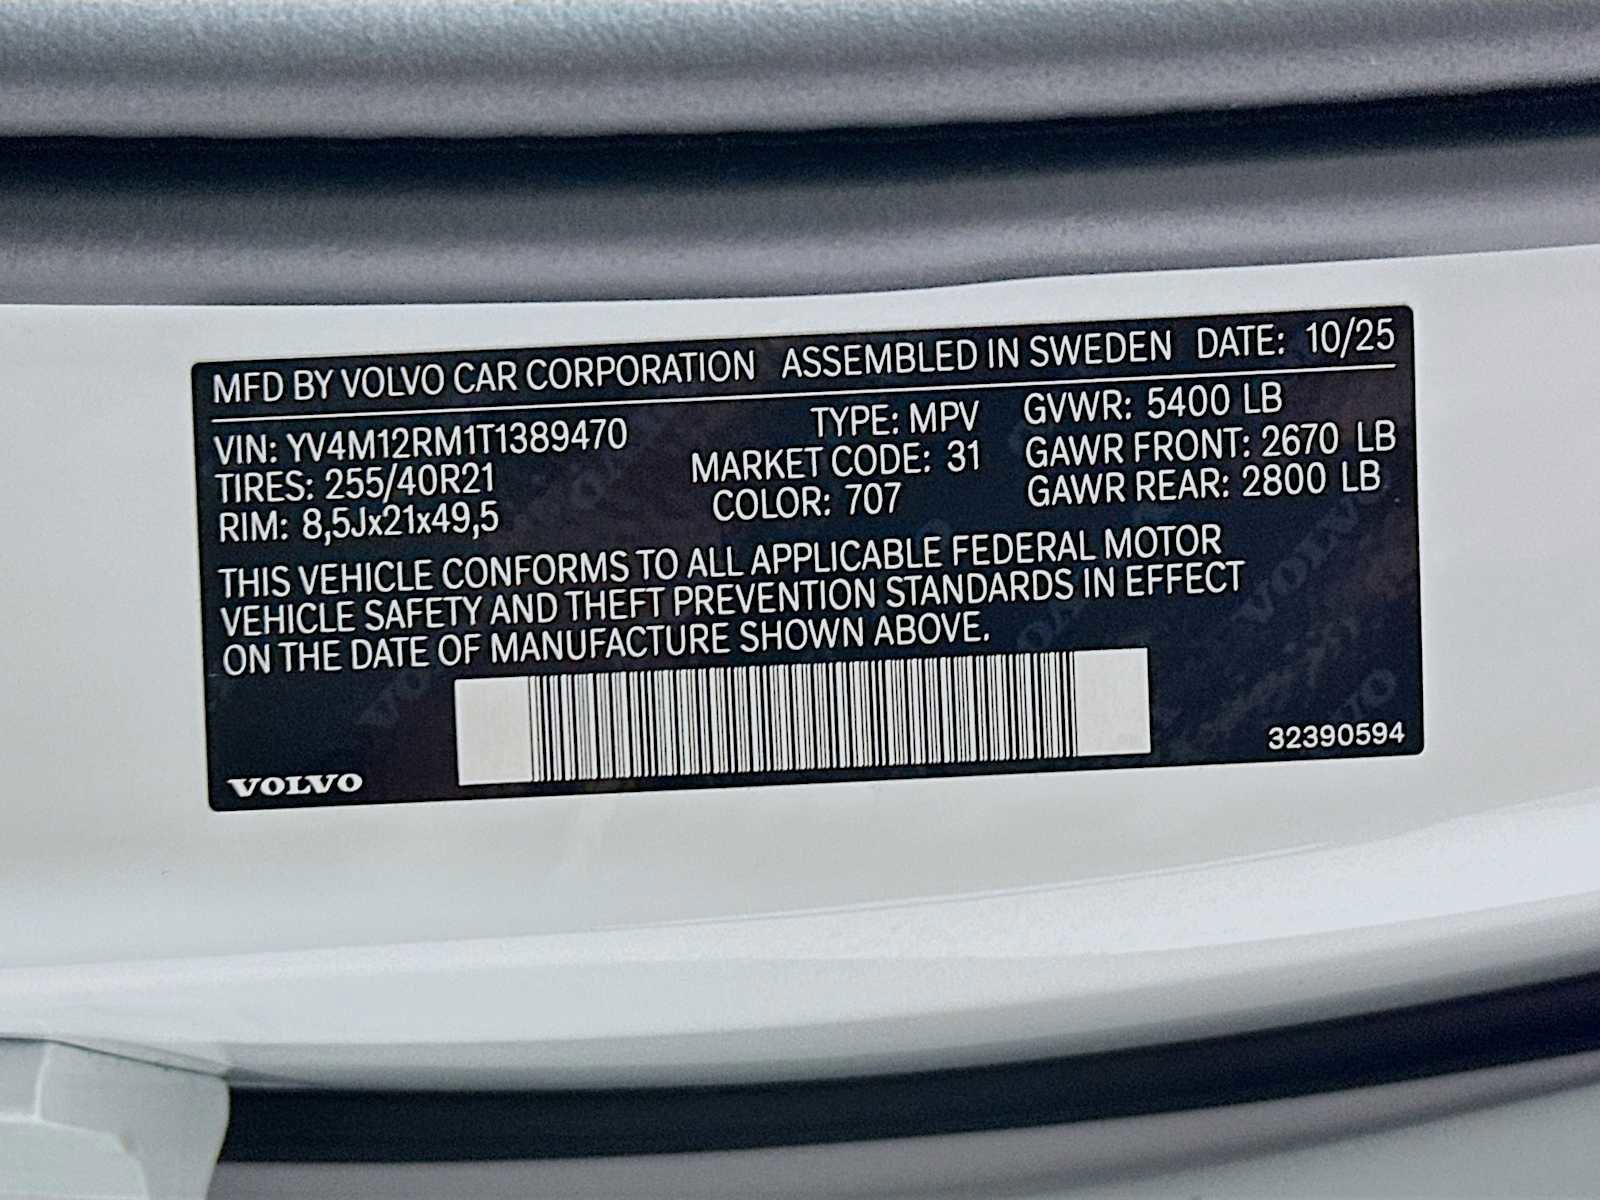 MFD BY VOLVO CAR CORPORATION ASSEMBLED IN SWEDEN DATE: 10/25
VIN: YV4M12RM1T1389470 TYPE: MPV GVWR: 5400 LB
TIRES: 255/40R21 MARKET CODE: 31 GAWR FRONT: 2670 LB
RIM: 8,5Jx21x49,5 COLOR: 707 GAWR REAR: 2800 LB
THIS VEHICLE CONFORMS TO ALL APPLICABLE FEDERAL MOTOR
VEHICLE SAFETY AND THEFT PREVENTION STANDARDS IN EFFECT
ON THE DATE OF MANUFACTURE SHOWN ABOVE.
VOLVO 32390594